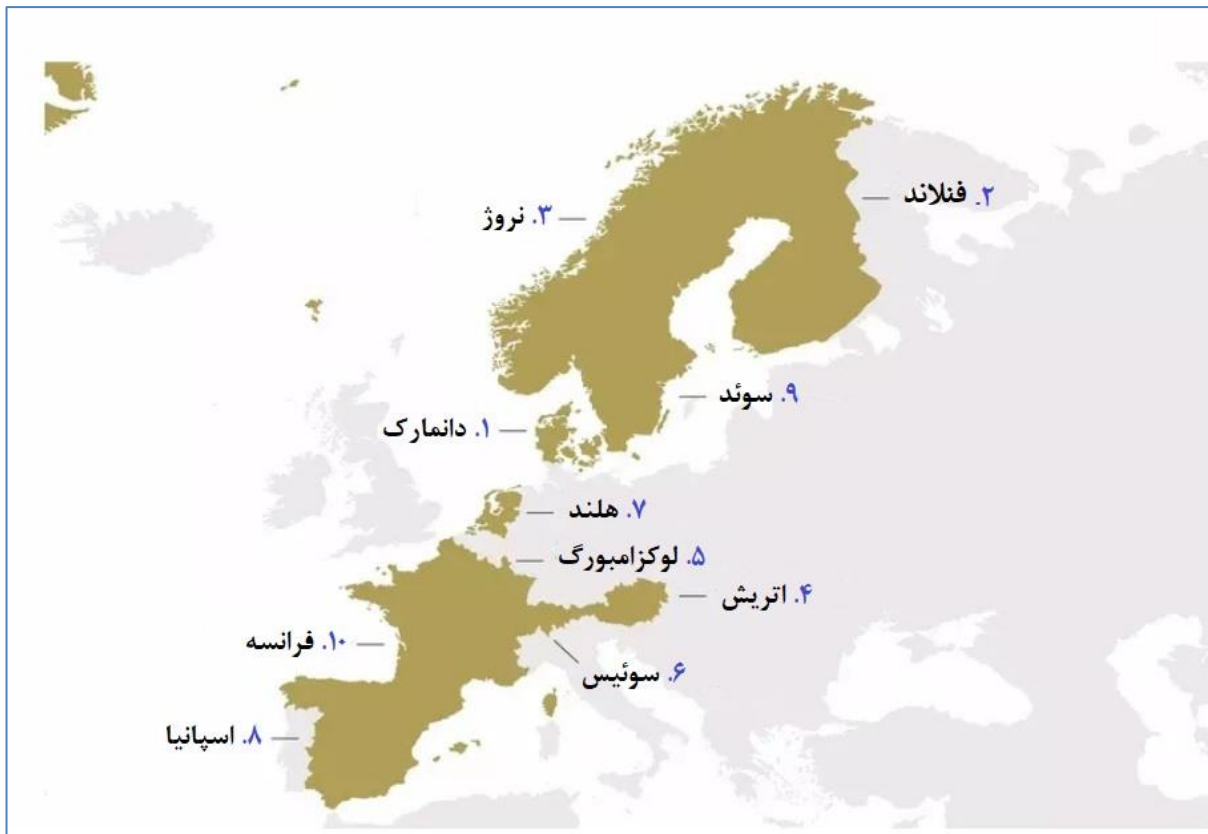 ۲. فنلاند
۳. نروژ
۹. سوئد
۱. دانمارک
۷. هلند
۵. لوکزامبورگ
۴. اتریش
۱۰. فرانسه
۶. سوئیس
۸. اسپانیا